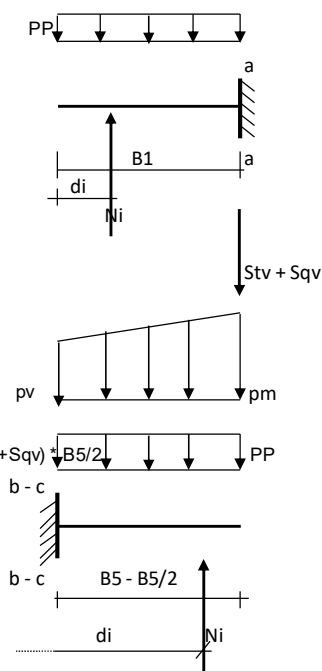 PP
a
B1
a
di
Ni
Stv + Sqv
pv
pm
+Sqv) * B5/2
PP
b - c
b - c
B5 - B5/2
di
Ni